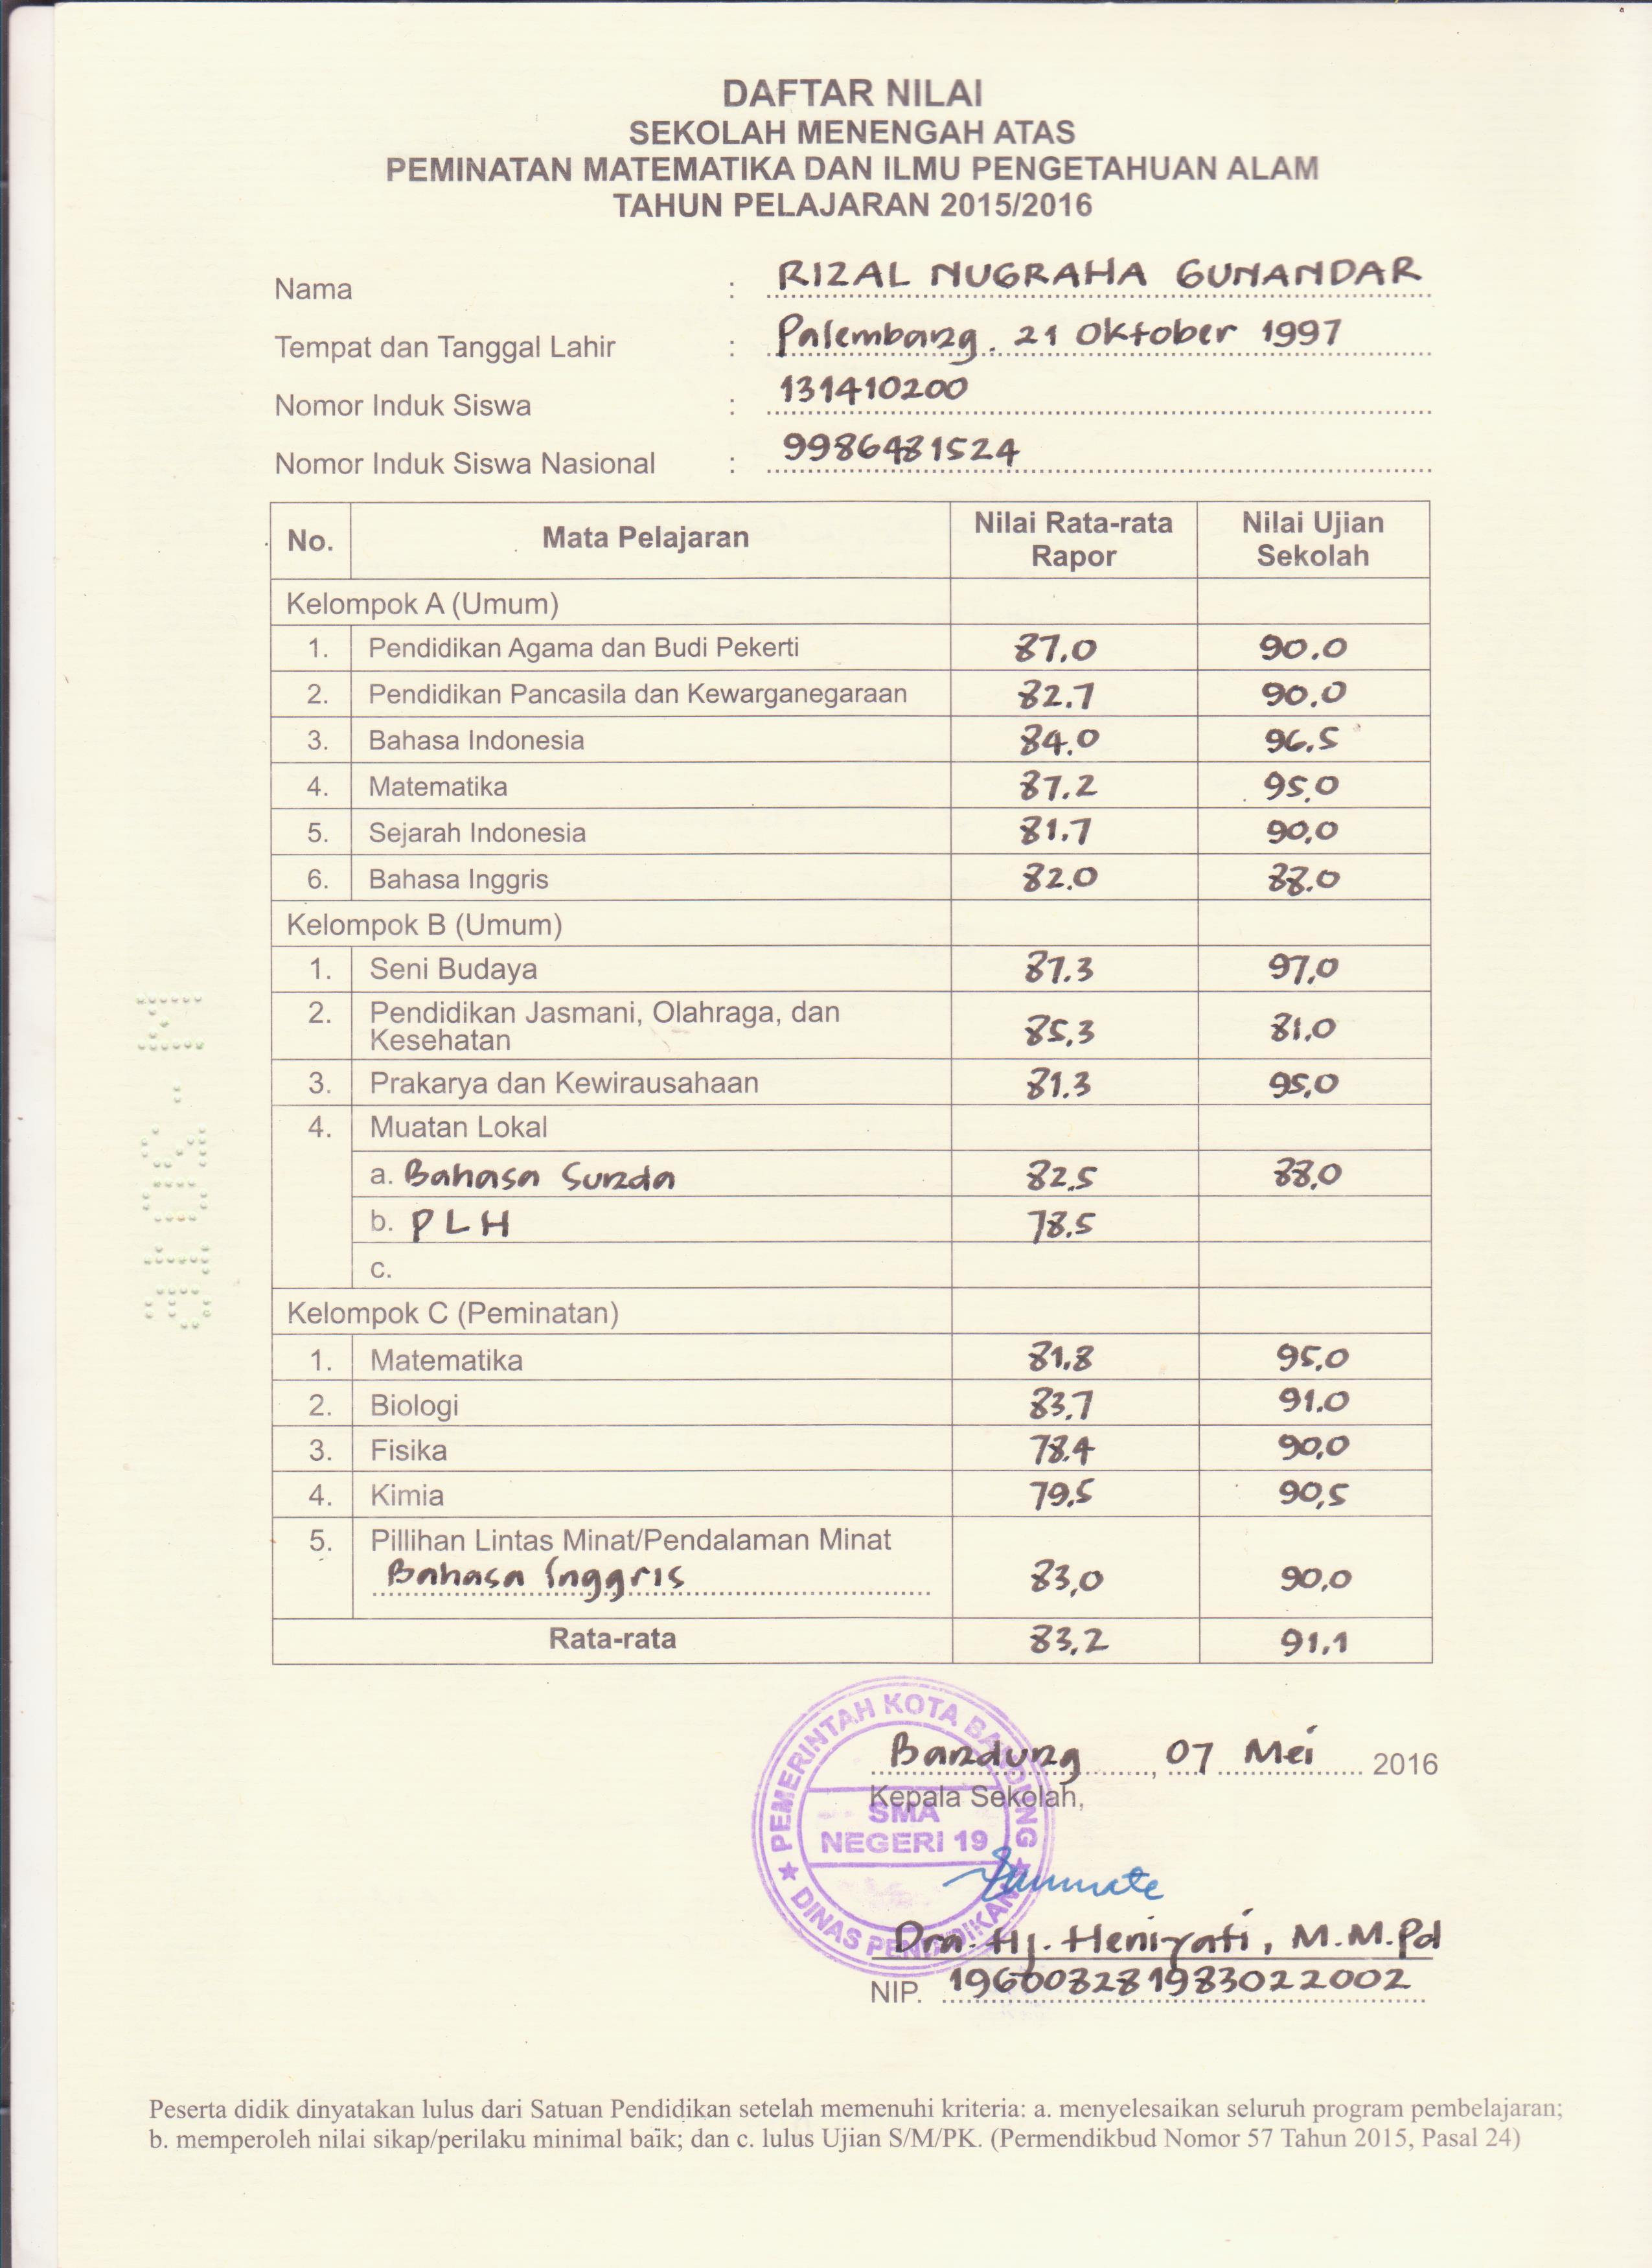 DAFTAR NILAI
SEKOLAH MENENGAH ATAS
PEMINATAN MATEMATIKA DAN ILMU PENGETAHUAN ALAM
TAHUN PELAJARAN 2015/2016
Nama : RIZAL NUGRAHA GUNANDAR
Tempat dan Tanggal Lahir : Palembang. 21 Oktober 1997
Nomor Induk Siswa : 131410200
Nomor Induk Siswa Nasional : 9986481524
No. Mata Pelajaran Nilai Rata-rata Rapor Nilai Ujian Sekolah
Kelompok A (Umum)
1. Pendidikan Agama dan Budi Pekerti 87.0 90.0
2. Pendidikan Pancasila dan Kewarganegaraan 82.7 90.0
3. Bahasa Indonesia 84.0 96.5
4. Matematika 87.2 95.0
5. Sejarah Indonesia 81.7 90,0
6. Bahasa Inggris 82.0 88.0
Kelompok B (Umum)
1. Seni Budaya 87.3 97,0
2. Pendidikan Jasmani, Olahraga, dan
Kesehatan 85,3 81,0
3. Prakarya dan Kewirausahaan 81.3 95,0
4. Muatan Lokal
a. Bahasa Sunda 82,5 88,0
b. PLH 78.5
c.
Kelompok C (Peminatan)
1. Matematika 81,8 95,0
2. Biologi 83,7 91.0
3. Fisika 78.4 90,0
4. Kimia 79,5 90,5
5. Pillihan Lintas Minat/Pendalaman Minat
Bahasa Inggris 83,0 90,0
Rata-rata 83,2 91,1
Bandung, 07 Mei 2016
Kepala Sekolah,
PEMERINTAH KOTA BANDUNG
SMA
NEGERI 19
DINAS PENDIDIKAN
Dra. Hj. Heniyati, M.M.Pd
NIP. 196008281983022002
Peserta didik dinyatakan lulus dari Satuan Pendidikan setelah memenuhi kriteria: a. menyelesaikan seluruh program pembelajaran;
b. memperoleh nilai sikap/perilaku minimal baik; dan c. lulus Ujian S/M/PK. (Permendikbud Nomor 57 Tahun 2015, Pasal 24)